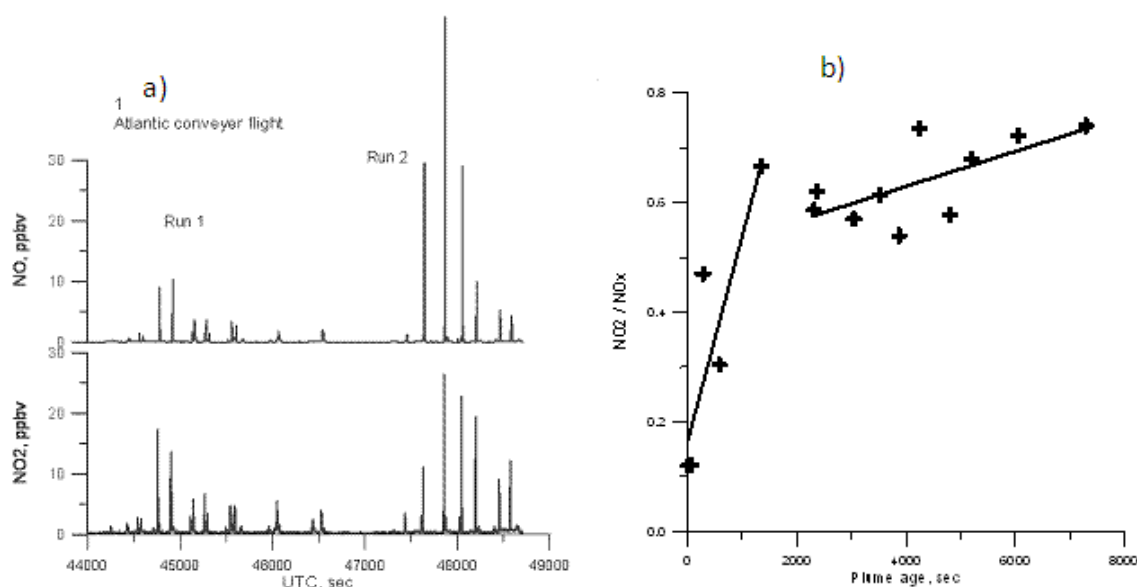 a)
1
Atlantic conveyer flight
Run 1
Run 2
30
20
10
0
NO, ppbv
30
20
10
0
NO2, ppbv
44000 45000 46000 47000 48000 49000
UTC, sec
b)
0.8
0.6
0.4
0.2
0.0
NO2 / NOx
0 2000 4000 6000 8000
Plume age, sec